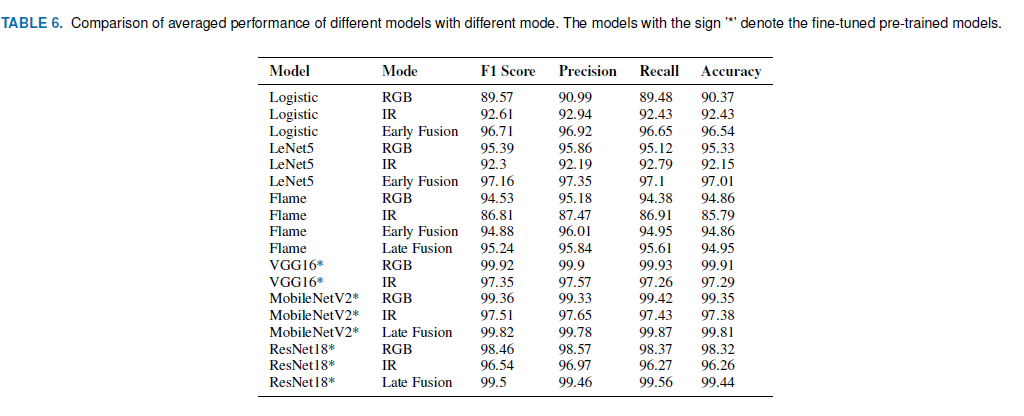 TABLE 6. Comparison of averaged performance of different models with different mode. The models with the sign '*' denote the fine-tuned pre-trained models.
Model Mode F1 Score Precision Recall Accuracy
Logistic RGB 89.57 90.99 89.48 90.37
Logistic IR 92.61 92.94 92.43 92.43
Logistic Early Fusion 96.71 96.92 96.65 96.54
LeNet5 RGB 95.39 95.86 95.12 95.33
LeNet5 IR 92.3 92.19 92.79 92.15
LeNet5 Early Fusion 97.16 97.35 97.1 97.01
Flame RGB 94.53 95.18 94.38 94.86
Flame IR 86.81 87.47 86.91 85.79
Flame Early Fusion 94.88 96.01 94.95 94.86
Flame Late Fusion 95.24 95.84 95.61 94.95
VGG16* RGB 99.92 99.9 99.93 99.91
VGG16* IR 97.35 97.57 97.26 97.29
MobileNetV2* RGB 99.36 99.33 99.42 99.35
MobileNetV2* IR 97.51 97.65 97.43 97.38
MobileNetV2* Late Fusion 99.82 99.78 99.87 99.81
ResNet18* RGB 98.46 98.57 98.37 98.32
ResNet18* IR 96.54 96.97 96.27 96.26
ResNet18* Late Fusion 99.5 99.46 99.56 99.44